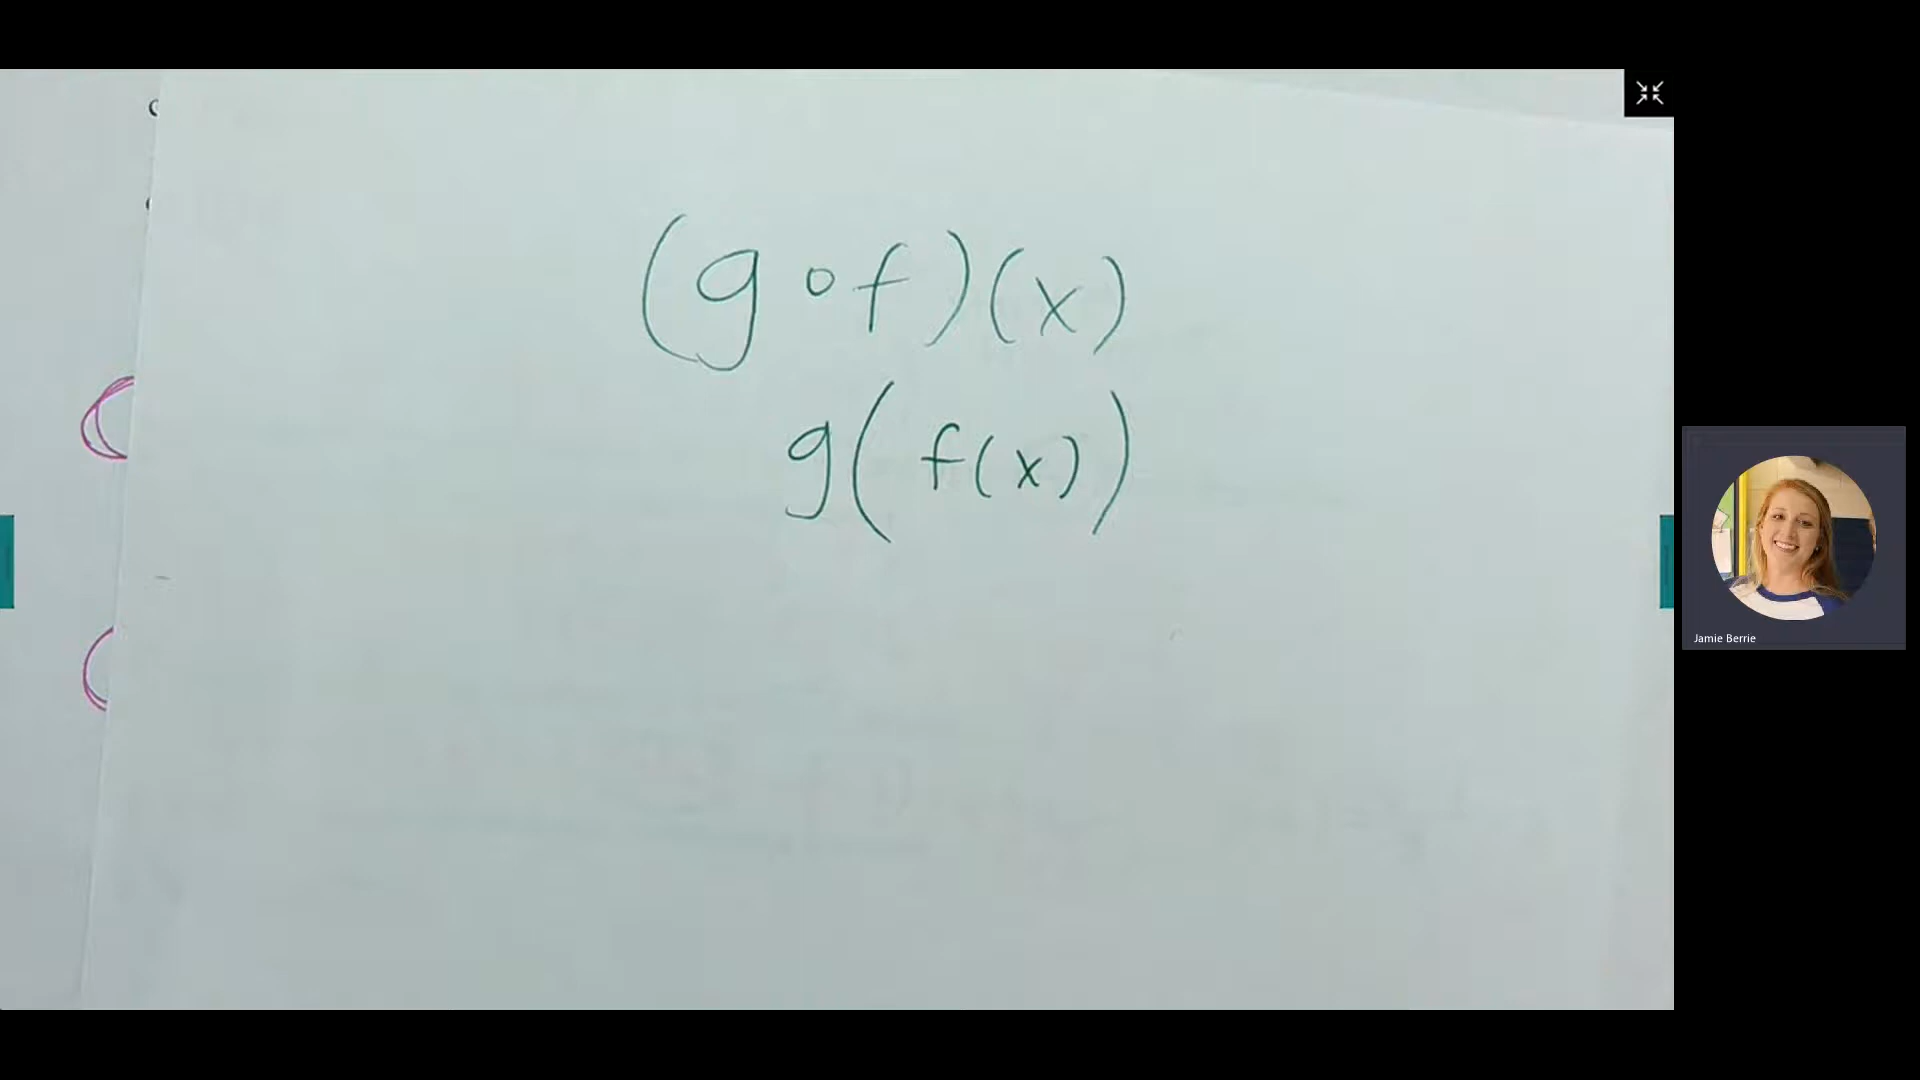 (g ∘ f)(x)
g(f(x))
Jamie Berrie